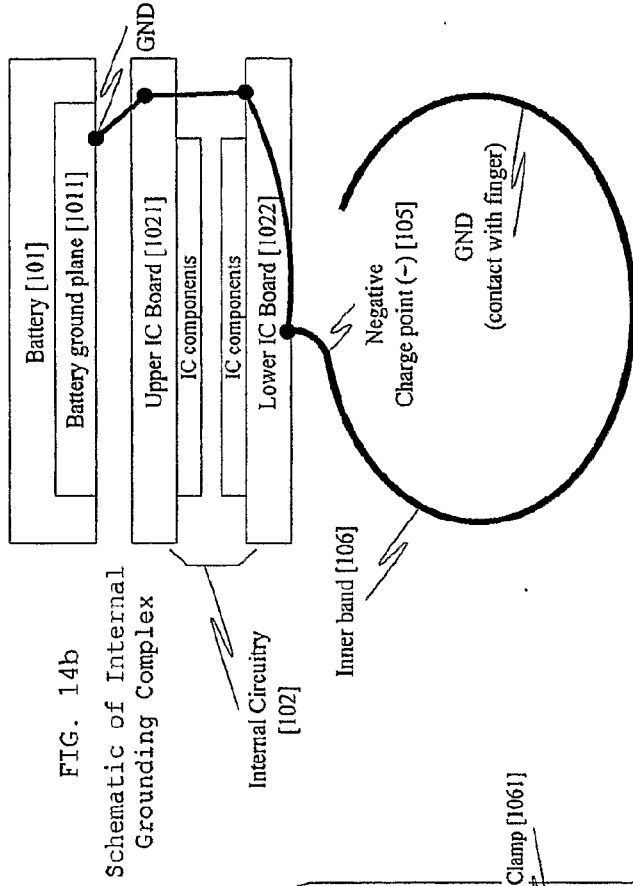 FIG. 14b
Schematic of Internal
Grounding Complex
Battery [101]
Battery ground plane [1011]
GND
Upper IC Board [1021]
IC components
IC components
Lower IC Board [1022]
Internal Circuitry
[102]
Negative
Charge point (-) [105]
GND
(contact with finger)
Inner band [106]
Clamp [1061]